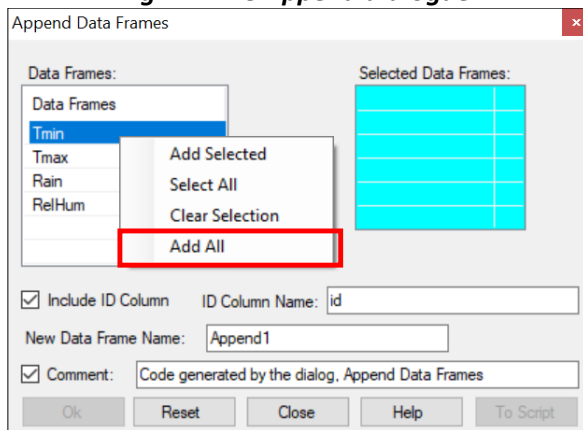 Append Data Frames
Data Frames:
Selected Data Frames:
Data Frames
Tmin
Tmax
Rain
RelHum
Add Selected
Select All
Clear Selection
Add All
Include ID Column ID Column Name: id
New Data Frame Name: Append1
Comment: Code generated by the dialog, Append Data Frames
Ok Reset Close Help To Script